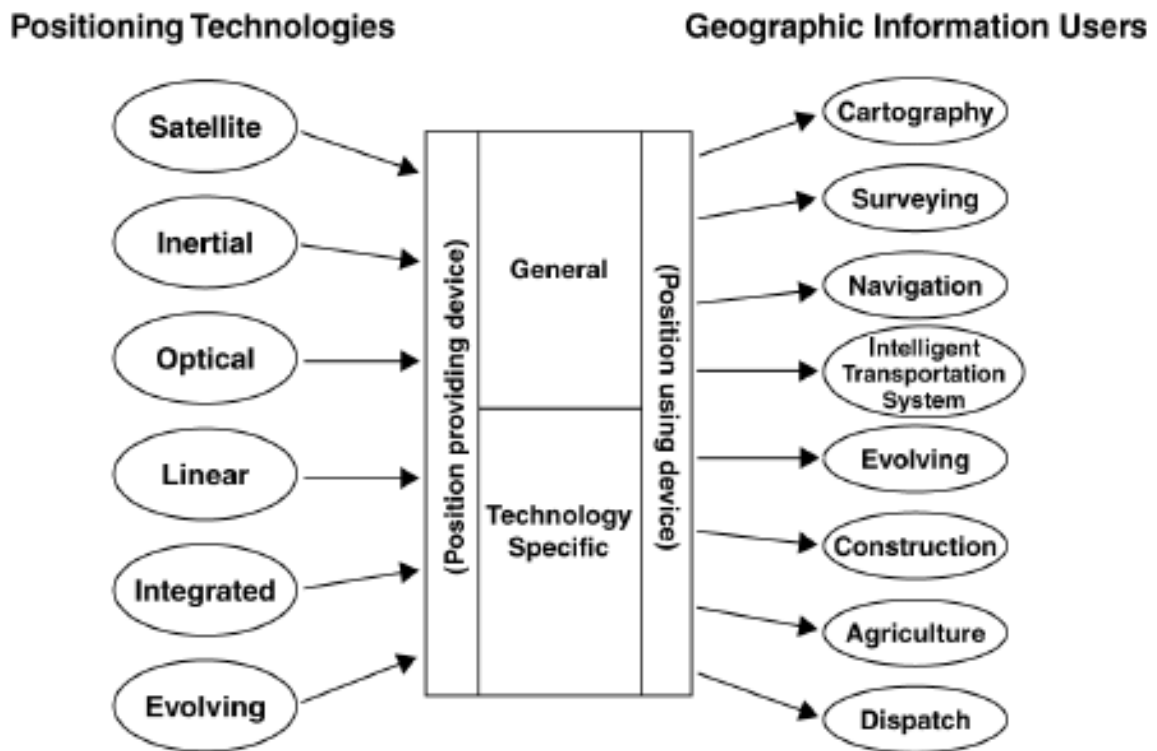 Positioning Technologies
Geographic Information Users
Satellite
Inertial
Optical
Linear
Integrated
Evolving
(Position providing device)
General
Technology
Specific
(Position using device)
Cartography
Surveying
Navigation
Intelligent
Transportation
System
Evolving
Construction
Agriculture
Dispatch